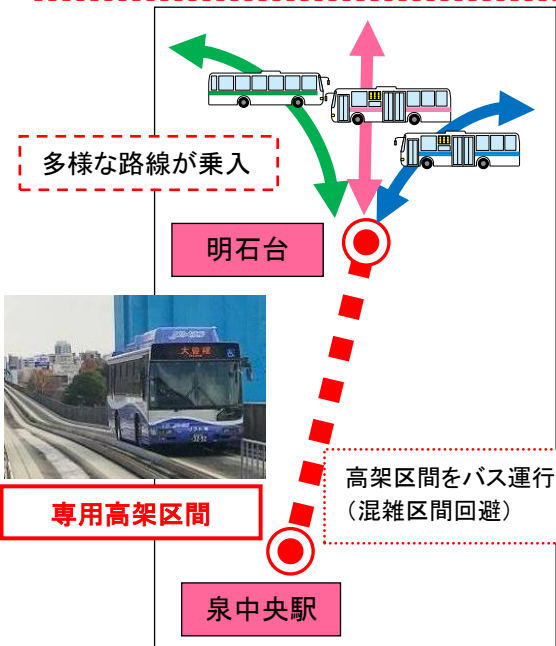 多様な路線が乗入
明石台
大曽根
高架区間をバス運行
（混雑区間回避）
専用高架区間
泉中央駅